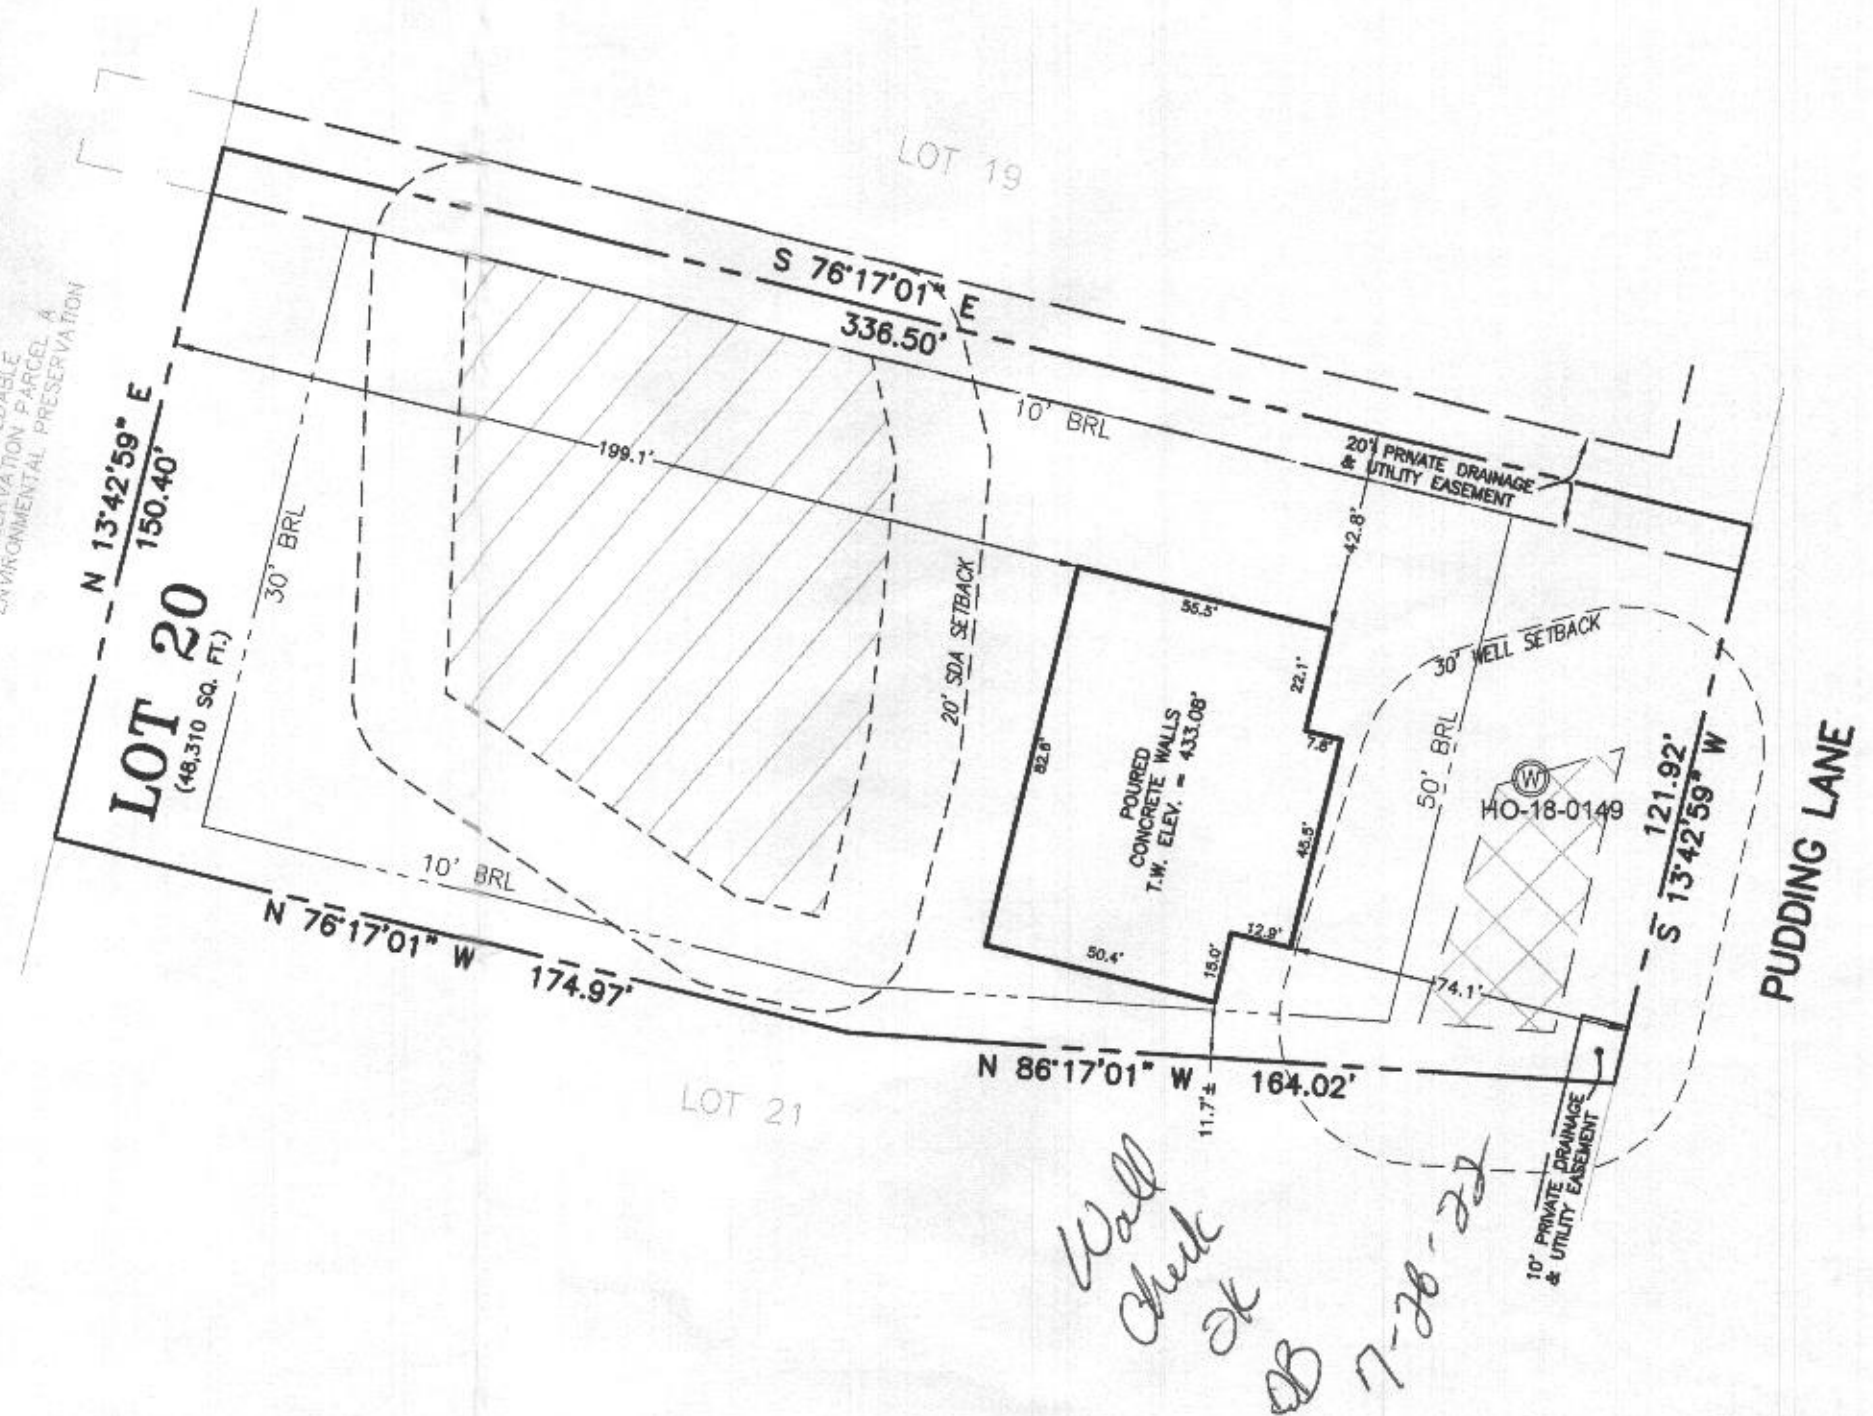 LOT 19
S 76°17'01" E
336.50'
10' BRL
20' PRIVATE DRAINAGE
& UTILITY EASEMENT
ENVIRONMENTAL PRESERVATION
PARCEL A
N 13°42'59" E
150.40'
30' BRL
199.1'
42.8'
LOT 20
(48,310 SQ. FT.)
20' SDA SETBACK
55.5'
22.1'
7.8'
82.6'
POURED
CONCRETE WALLS
T.W. ELEV. = 433.08'
45.5'
12.9'
15.0'
50.4'
30' WELL SETBACK
50' BRL
W
HO-18-0149
121.92'
S 13°42'59" W
PUDDING LANE
74.1'
10' BRL
N 76°17'01" W
174.97'
N 86°17'01" W
164.02'
11.7'±
LOT 21
10' PRIVATE DRAINAGE
& UTILITY EASEMENT
Wall
Check
OK
7-26-22